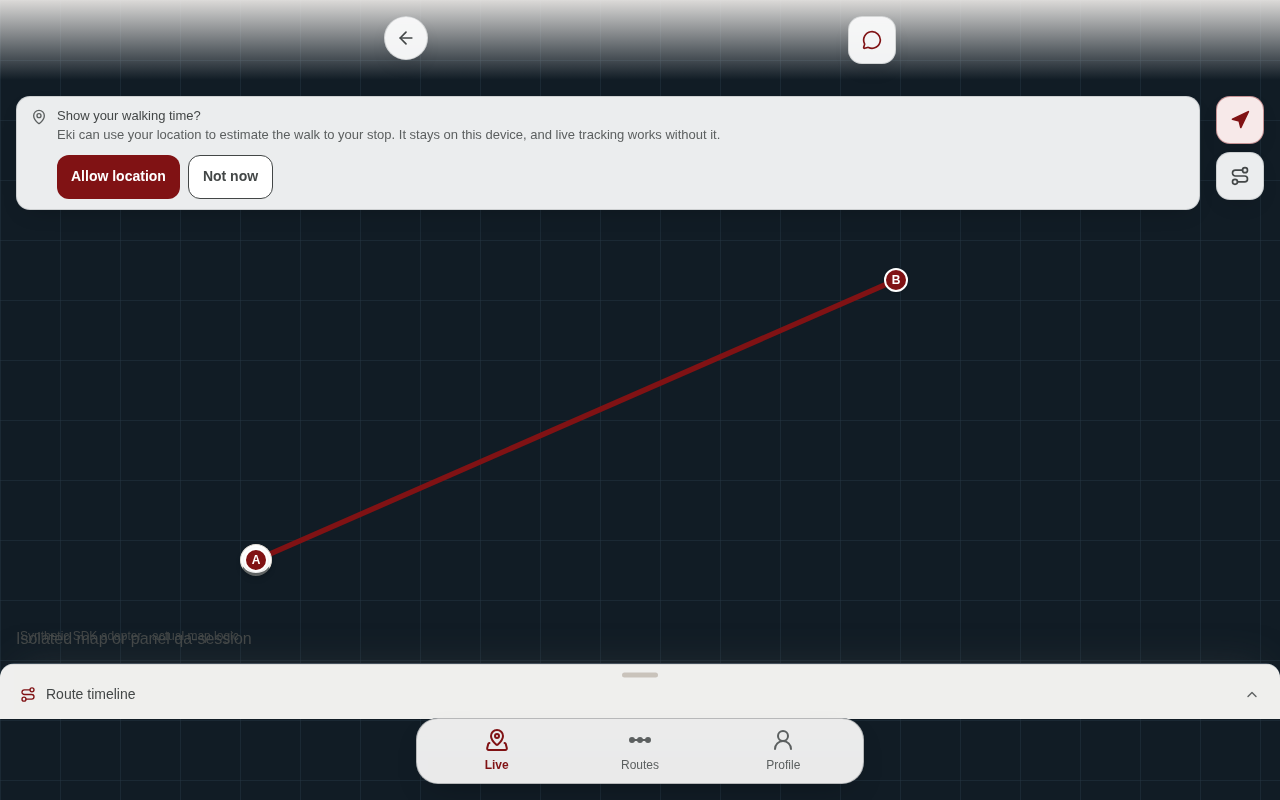 Show your walking time?
Eki can use your location to estimate the walk to your stop. It stays on this device, and live tracking works without it.
Allow location
Not now
B
A
Isolated map or panel qa-session
Route timeline
Live
Routes
Profile